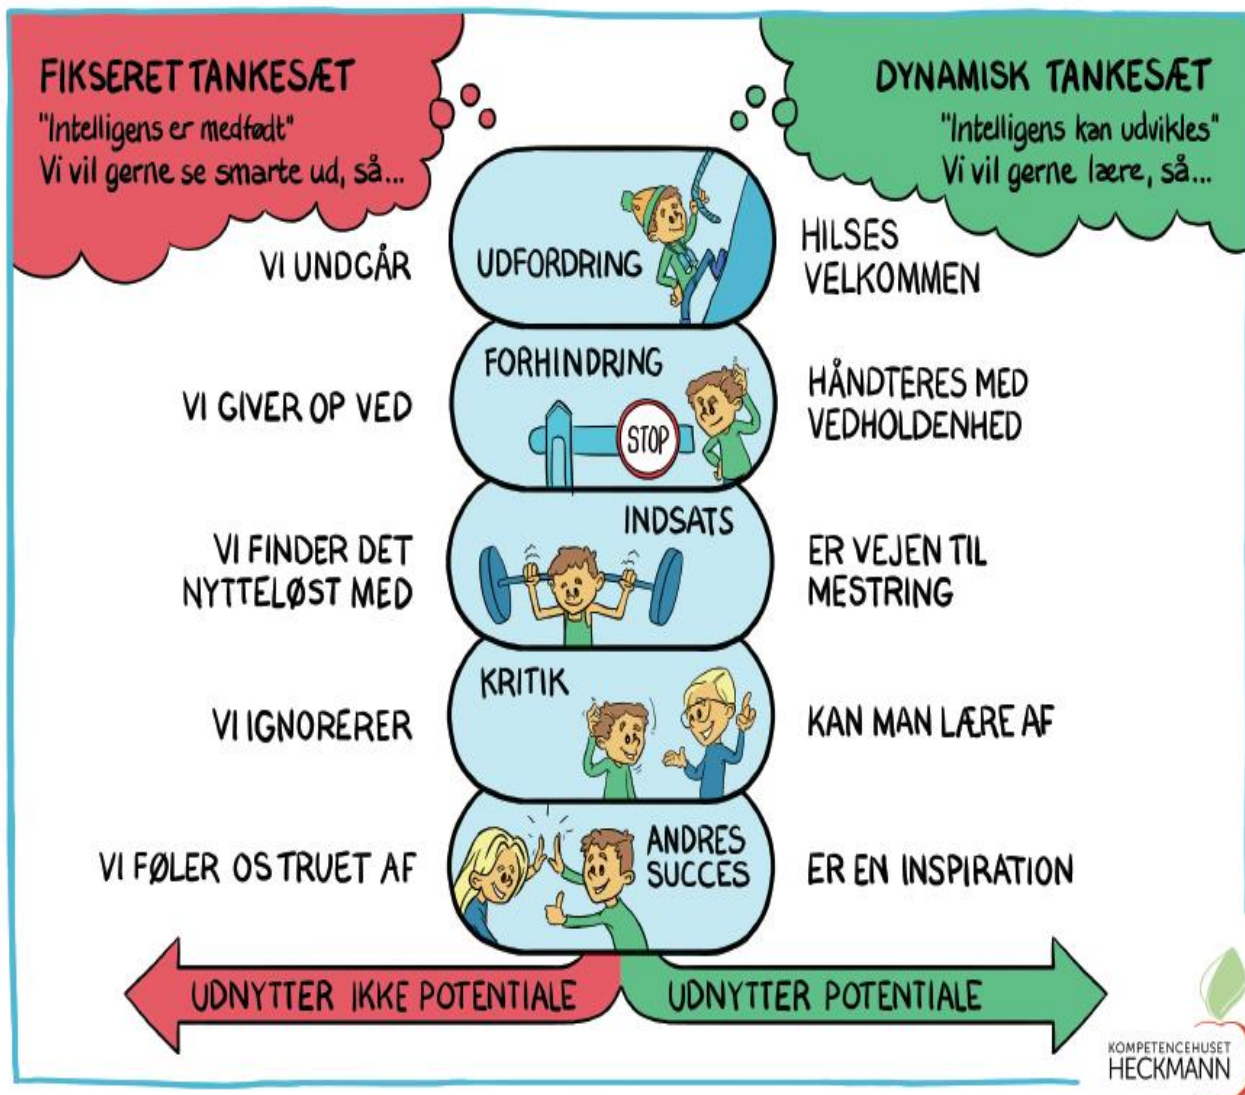 FIKSERET TANKESÆT
"Intelligens er medfødt"
Vi vil gerne se smarte ud, så...
DYNAMISK TANKESÆT
"Intelligens kan udvikles"
Vi vil gerne lære, så...
VI UNDGÅR
UDFORDRING
HILSES
VELKOMMEN
VI GIVER OP VED
FORHINDRING
STOP
HÅNDTERES MED
VEDHOLDENHED
VI FINDER DET
NYTTELØST MED
INDSATS
ER VEJEN TIL
MESTRING
VI IGNORERER
KRITIK
KAN MAN LÆRE AF
VI FØLER OS TRUET AF
ANDRES
SUCCES
ER EN INSPIRATION
UDNYTTER IKKE POTENTIALE
UDNYTTER POTENTIALE
KOMPETENCEHUSET
HECKMANN